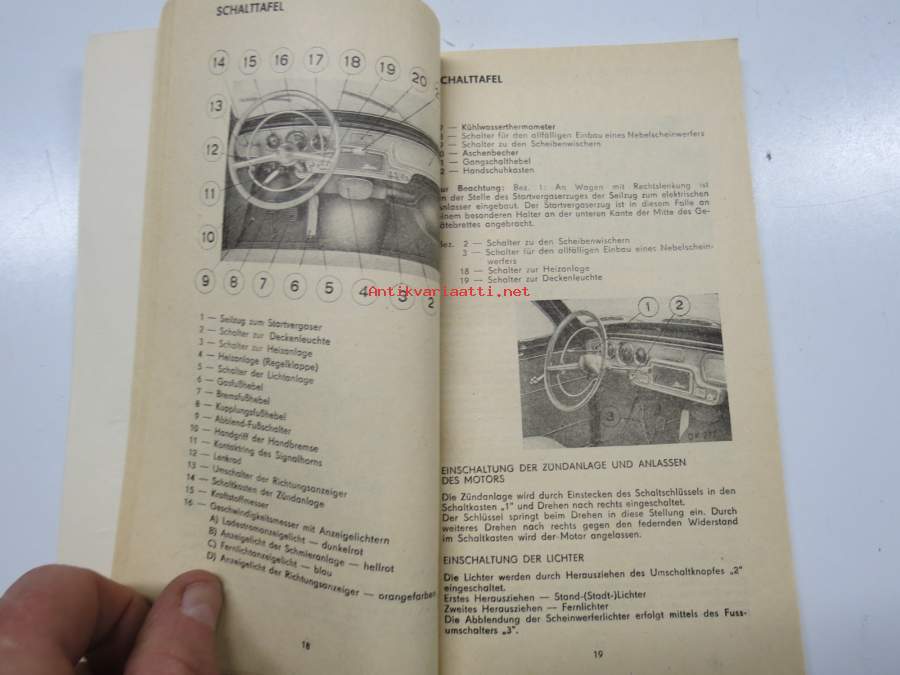 SCHALTTAFEL
14 15 16 17 18 19 20
13
12
11
10
9 8 7 6 5 4 3 2
1 — Seilzug zum Startvergaser
2 — Schalter zur Deckenleuchte
3 — Schalter zur Heizanlage
4 — Heizanlage (Regelklappe)
5 — Schalter der Lichtanlage
6 — Gasfußhebel
7 — Bremsfußhebel
8 — Kupplungsfußhebel
9 — Abblend-Fußschalter
10 — Handgriff der Handbremse
11 — Kontaktring des Signalhorns
12 — Lenkrad
13 — Umschalter der Richtungsanzeiger
14 — Schaltkasten der Zündanlage
15 — Kraftstoffmesser
16 — Geschwindigkeitsmesser mit Anzeigelichtern
A) Ladestromanzeigelicht — dunkelrot
B) Anzeigelicht der Schmieranlage — hellrot
C) Fernlichtanzeigelicht — blau
D) Anzeigelicht der Richtungsanzeiger — orangefarben
18
CHALTTAFEL
— Kühlwasserthermometer
— Schalter für den allfälligen Einbau eines Nebelscheinwerfers
— Schalter zu den Scheibenwischern
0 — Aschenbecher
1 — Gangschalthebel
2 — Handschuhkasten
ur Beachtung: Bez. 1: An Wagen mit Rechtslenkung ist
n der Stelle des Startvergaserzuges der Seilzug zum elektrischen
nlasser eingebaut. Der Startvergaserzug ist in diesem Falle an
inem besonderen Halter an der unteren Kante der Mitte des Ge-
ätebrettes angebracht.
Bez. 2 — Schalter zu den Scheibenwischern
3 — Schalter für den allfälligen Einbau eines Nebelschein-
werfers
18 — Schalter zur Heizanlage
19 — Schalter zur Deckenleuchte
Antikvariaatti.net
1 2
3
EINSCHALTUNG DER ZÜNDANLAGE UND ANLASSEN
DES MOTORS
Die Zündanlage wird durch Einstecken des Schaltschlüssels in den
Schaltkasten „1" und Drehen nach rechts eingeschaltet.
Der Schlüssel springt beim Drehen in diese Stellung ein. Durch
weiteres Drehen nach rechts gegen den federnden Widerstand
im Schaltkasten wird der Motor angelassen.
EINSCHALTUNG DER LICHTER
Die Lichter werden durch Herausziehen des Umschaltknopfes „2"
eingeschaltet.
Erstes Herausziehen — Stand-(Stadt-)Lichter
Zweites Herausziehen — Fernlichter
Die Abblendung der Scheinwerferlichter erfolgt mittels des Fuss-
umschalters „3".
19